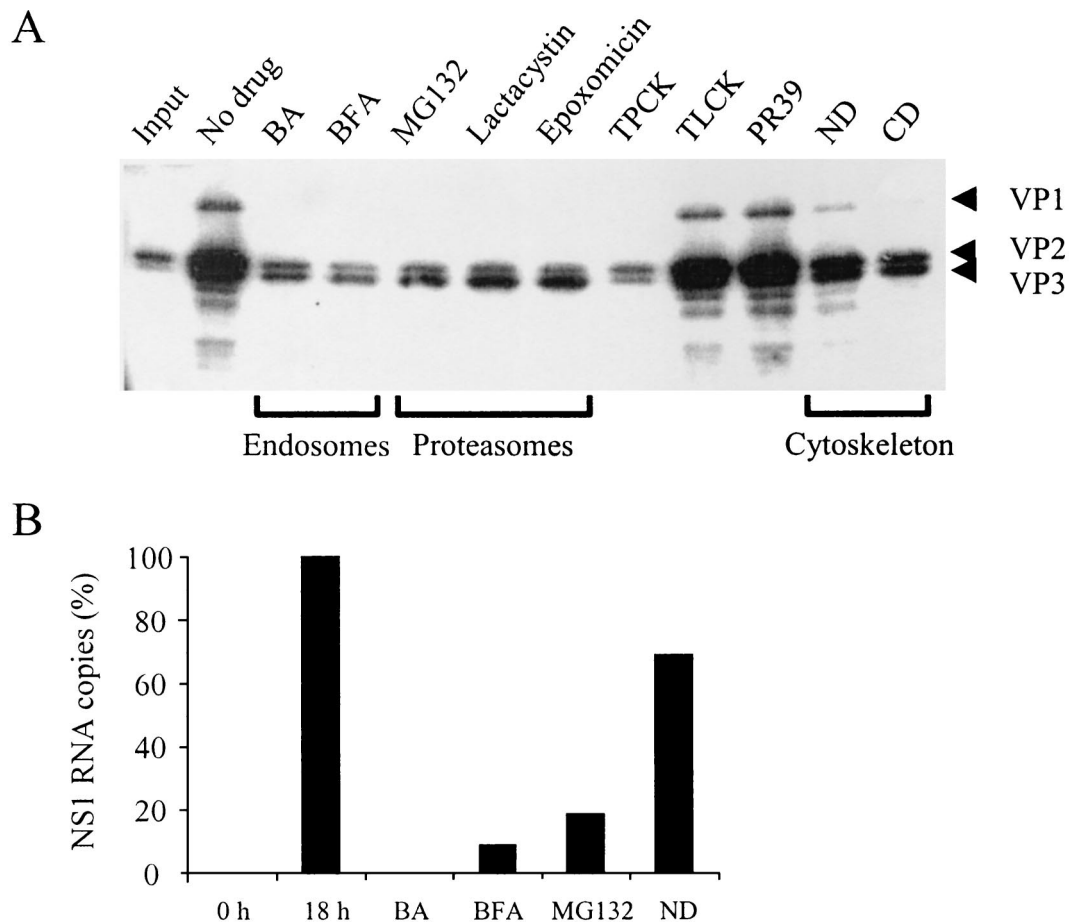 A
Input No drug BA BFA MG132 Lactacystin Epoxomicin TPCK TLCK PR39 ND CD
VP1
VP2
VP3
Endosomes Proteasomes Cytoskeleton
B
NS1 RNA copies (%)
100
80
60
40
20
0
0 h 18 h BA BFA MG132 ND